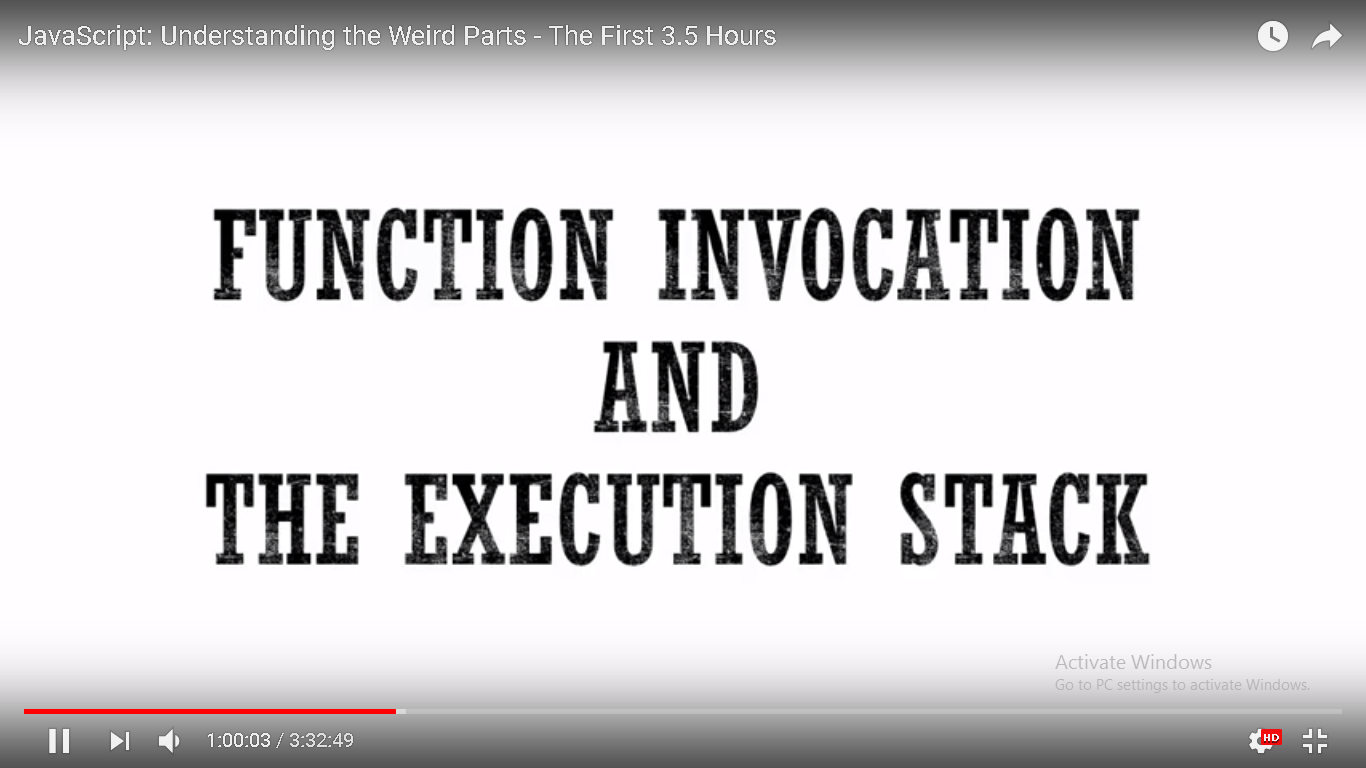 JavaScript: Understanding the Weird Parts - The First 3.5 Hours
FUNCTION INVOCATION
AND
THE EXECUTION STACK
Activate Windows
Go to PC settings to activate Windows.
1:00:03 / 3:32:49
HD